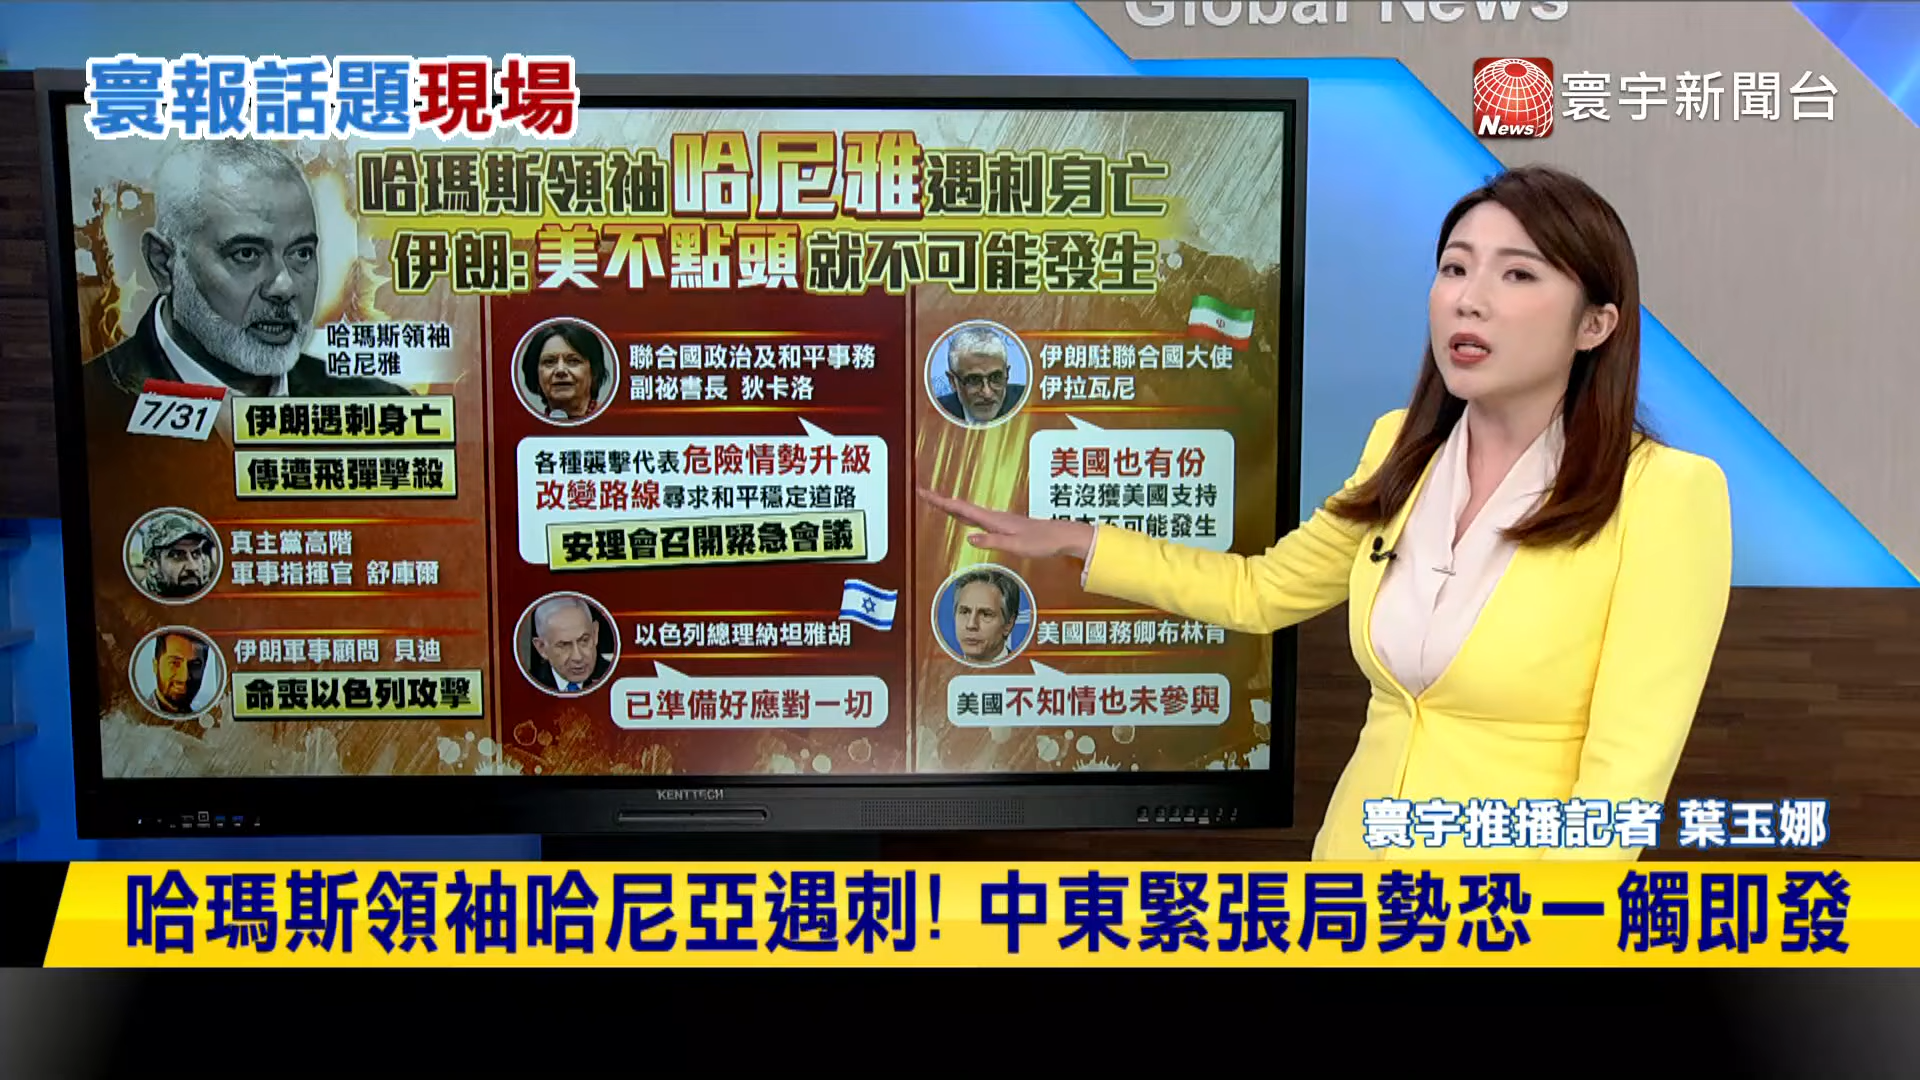 Global News
寰報話題現場
News
寰宇新聞台
哈瑪斯領袖哈尼雅遇刺身亡
伊朗:美不點頭就不可能發生
哈瑪斯領袖
哈尼雅
7/31
伊朗遇刺身亡
傳遭飛彈擊殺
真主黨高階
軍事指揮官 舒庫爾
伊朗軍事顧問 貝迪
命喪以色列攻擊
聯合國政治及和平事務
副祕書長 狄卡洛
各種襲擊代表危險情勢升級
改變路線尋求和平穩定道路
安理會召開緊急會議
以色列總理納坦雅胡
已準備好應對一切
伊朗駐聯合國大使
伊拉瓦尼
美國也有份
若沒獲美國支持
根本不可能發生
美國國務卿布林肯
美國不知情也未參與
KENTTECH
寰宇推播記者 葉玉娜
哈瑪斯領袖哈尼亞遇刺! 中東緊張局勢恐一觸即發